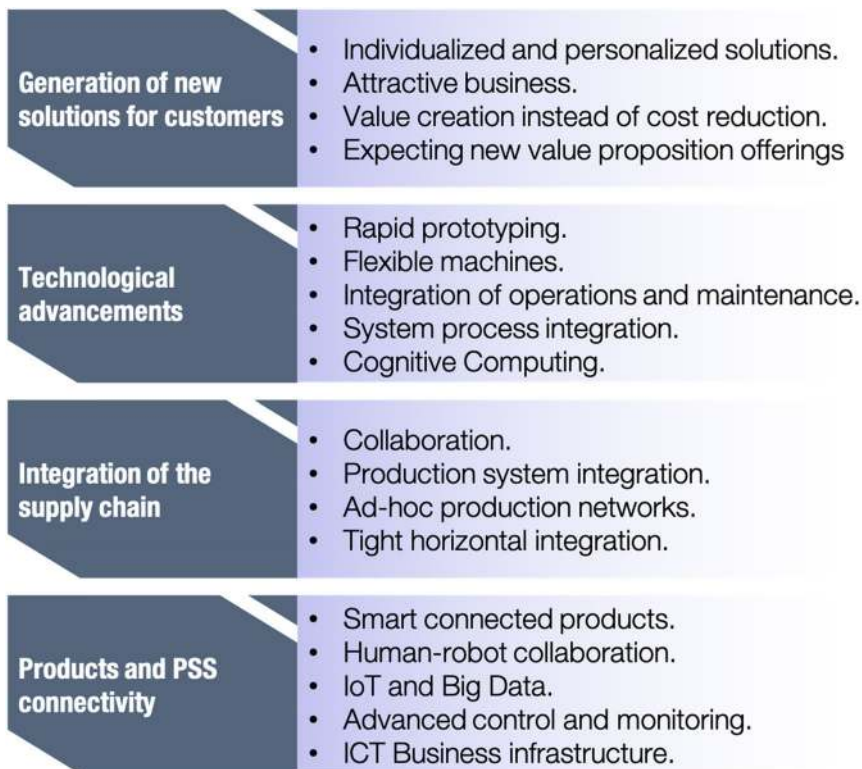 Generation of new
solutions for customers
• Individualized and personalized solutions.
• Attractive business.
• Value creation instead of cost reduction.
• Expecting new value proposition offerings
Technological
advancements
• Rapid prototyping.
• Flexible machines.
• Integration of operations and maintenance.
• System process integration.
• Cognitive Computing.
Integration of the
supply chain
• Collaboration.
• Production system integration.
• Ad-hoc production networks.
• Tight horizontal integration.
Products and PSS
connectivity
• Smart connected products.
• Human-robot collaboration.
• IoT and Big Data.
• Advanced control and monitoring.
• ICT Business infrastructure.